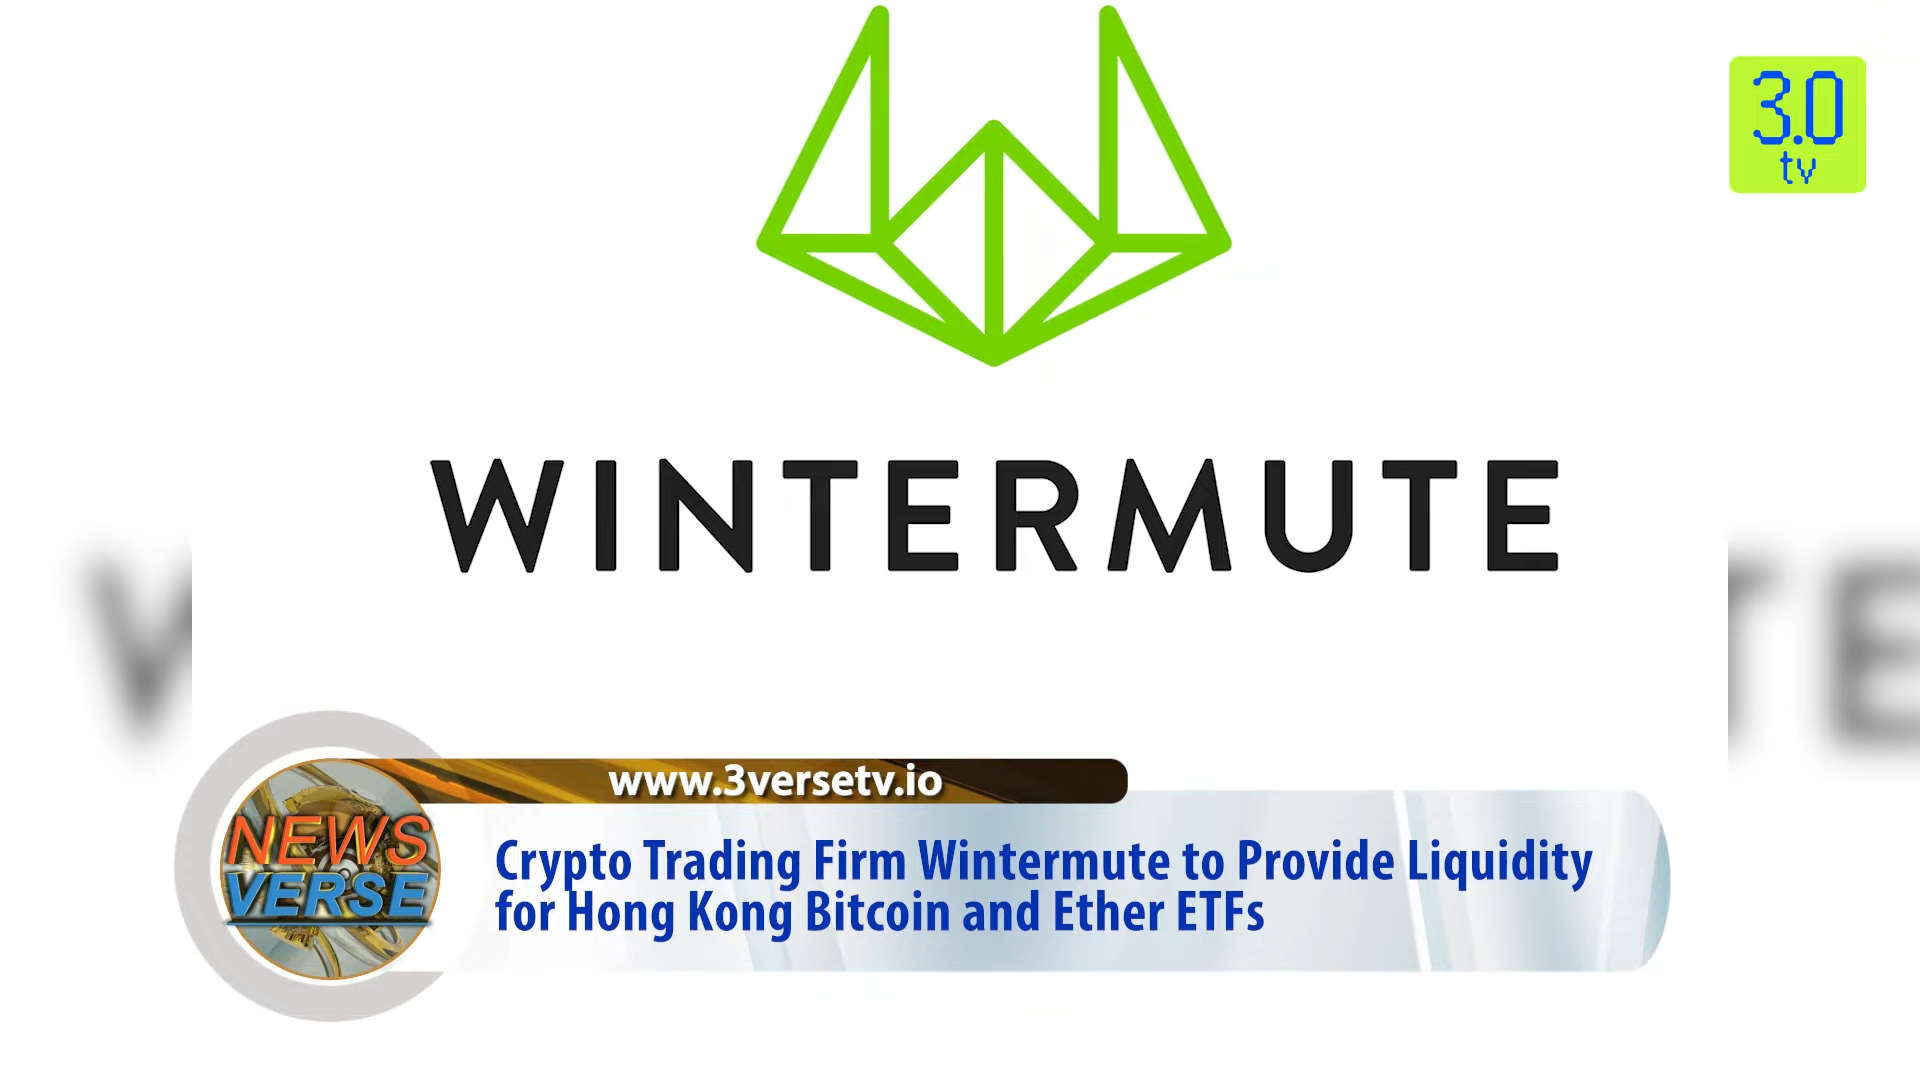 3.0
tv
WINTERMUTE
www.3versetv.io
NEWS
VERSE
Crypto Trading Firm Wintermute to Provide Liquidity
for Hong Kong Bitcoin and Ether ETFs